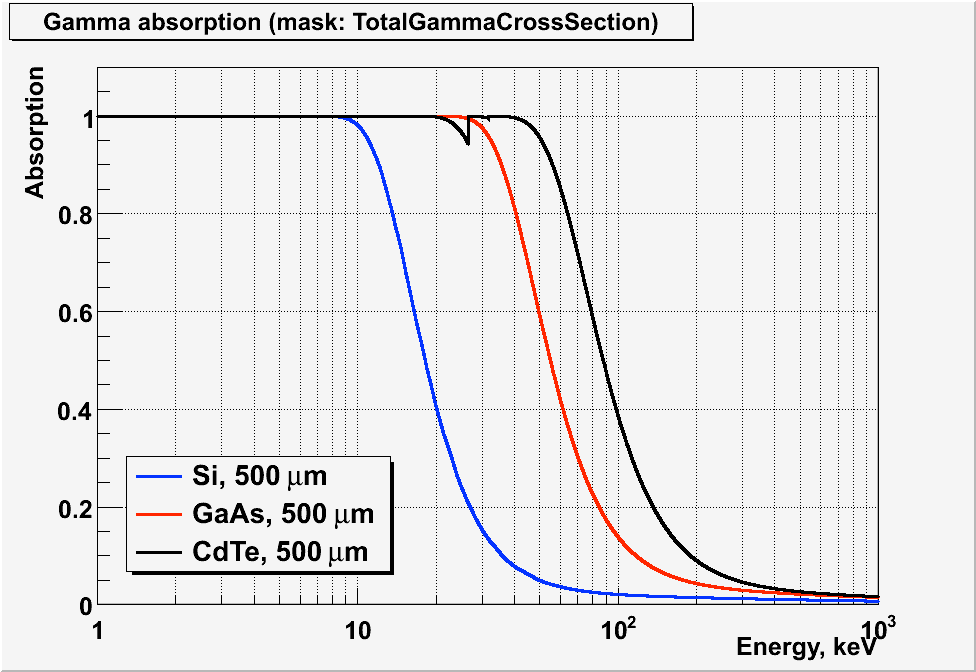 Gamma absorption (mask: TotalGammaCrossSection)
Absorption
1
0.8
0.6
0.4
0.2
0
Si, 500 μm
GaAs, 500 μm
CdTe, 500 μm
1
10
10²
10³
Energy, keV